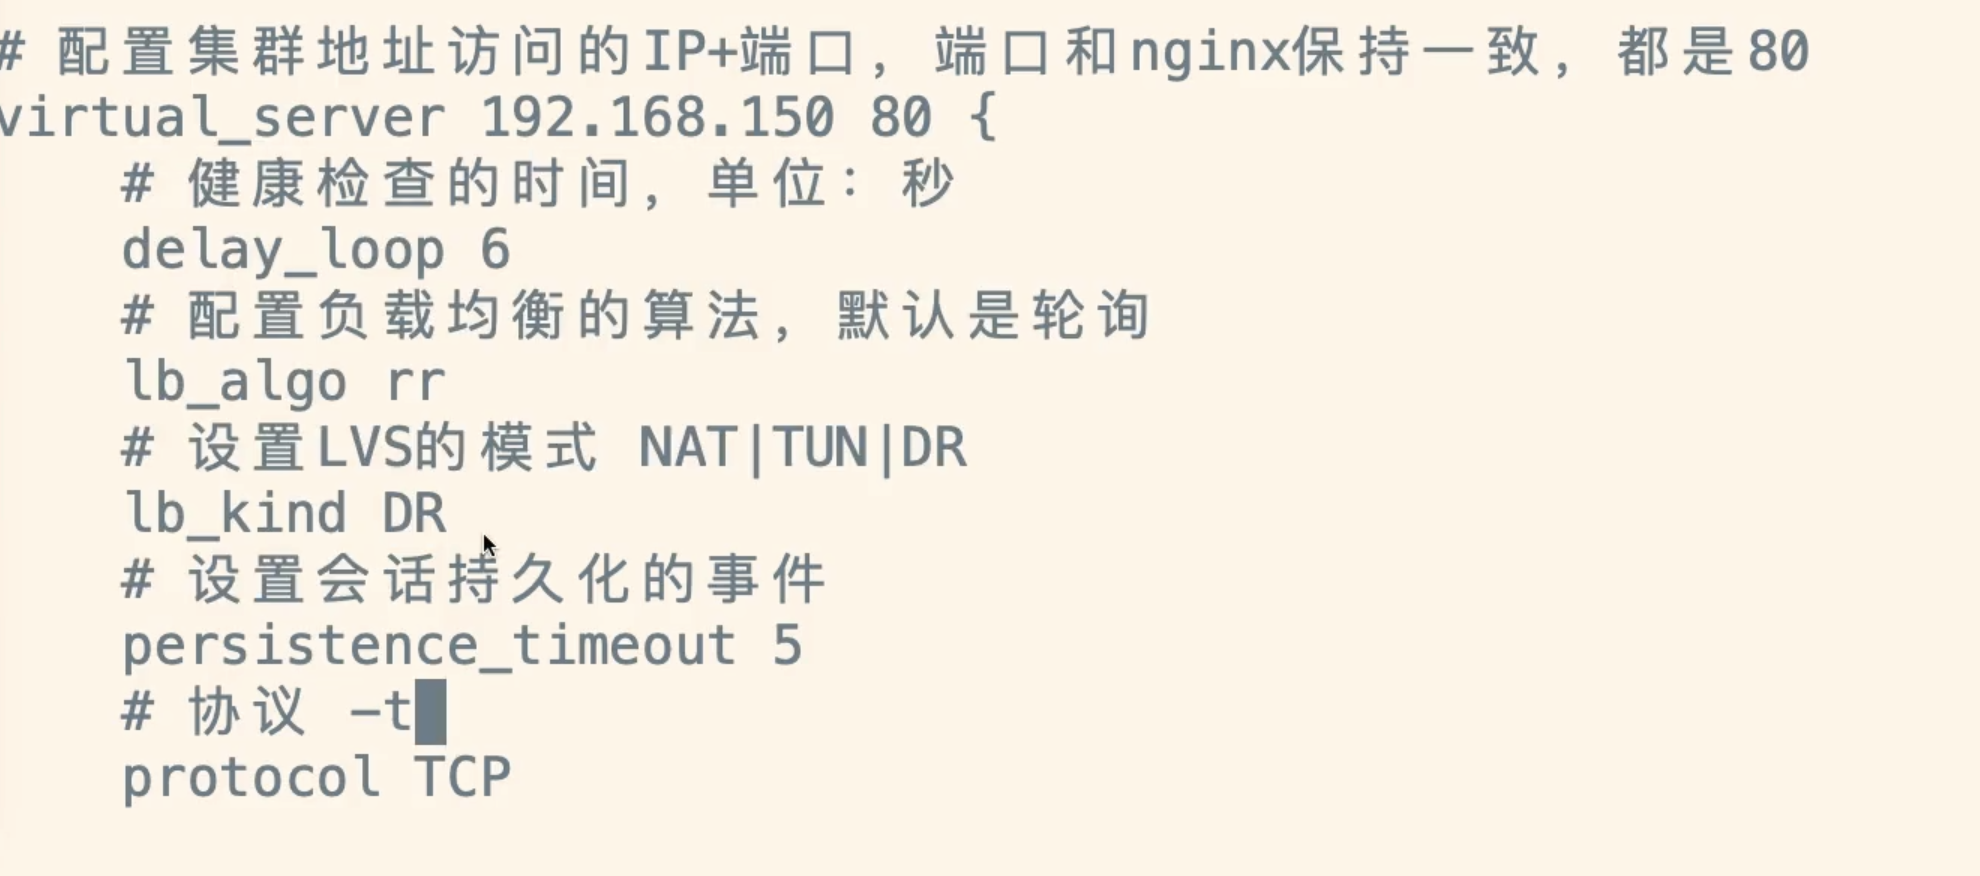 # 配置集群地址访问的IP+端口，端口和nginx保持一致，都是80
virtual_server 192.168.150 80 {
# 健康检查的时间，单位：秒
delay_loop 6
# 配置负载均衡的算法，默认是轮询
lb_algo rr
# 设置LVS的模式 NAT|TUN|DR
lb_kind DR
# 设置会话持久化的事件
persistence_timeout 5
# 协议 -t
protocol TCP